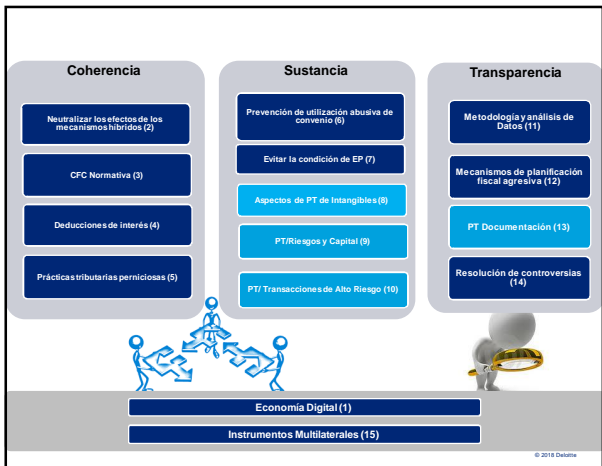 Coherencia
Neutralizar los efectos de los
mecanismos híbridos (2)
CFC Normativa (3)
Deducciones de interés (4)
Prácticas tributarias perniciosas (5)
Sustancia
Prevención de utilización abusiva de
convenio (6)
Evitar la condición de EP (7)
Aspectos de PT de Intangibles (8)
PT/Riesgos y Capital (9)
PT/ Transacciones de Alto Riesgo (10)
Transparencia
Metodología y análisis de
Datos (11)
Mecanismos de planificación
fiscal agresiva (12)
PT Documentación (13)
Resolución de controversias
(14)
Economía Digital (1)
Instrumentos Multilaterales (15)
© 2018 Deloitte